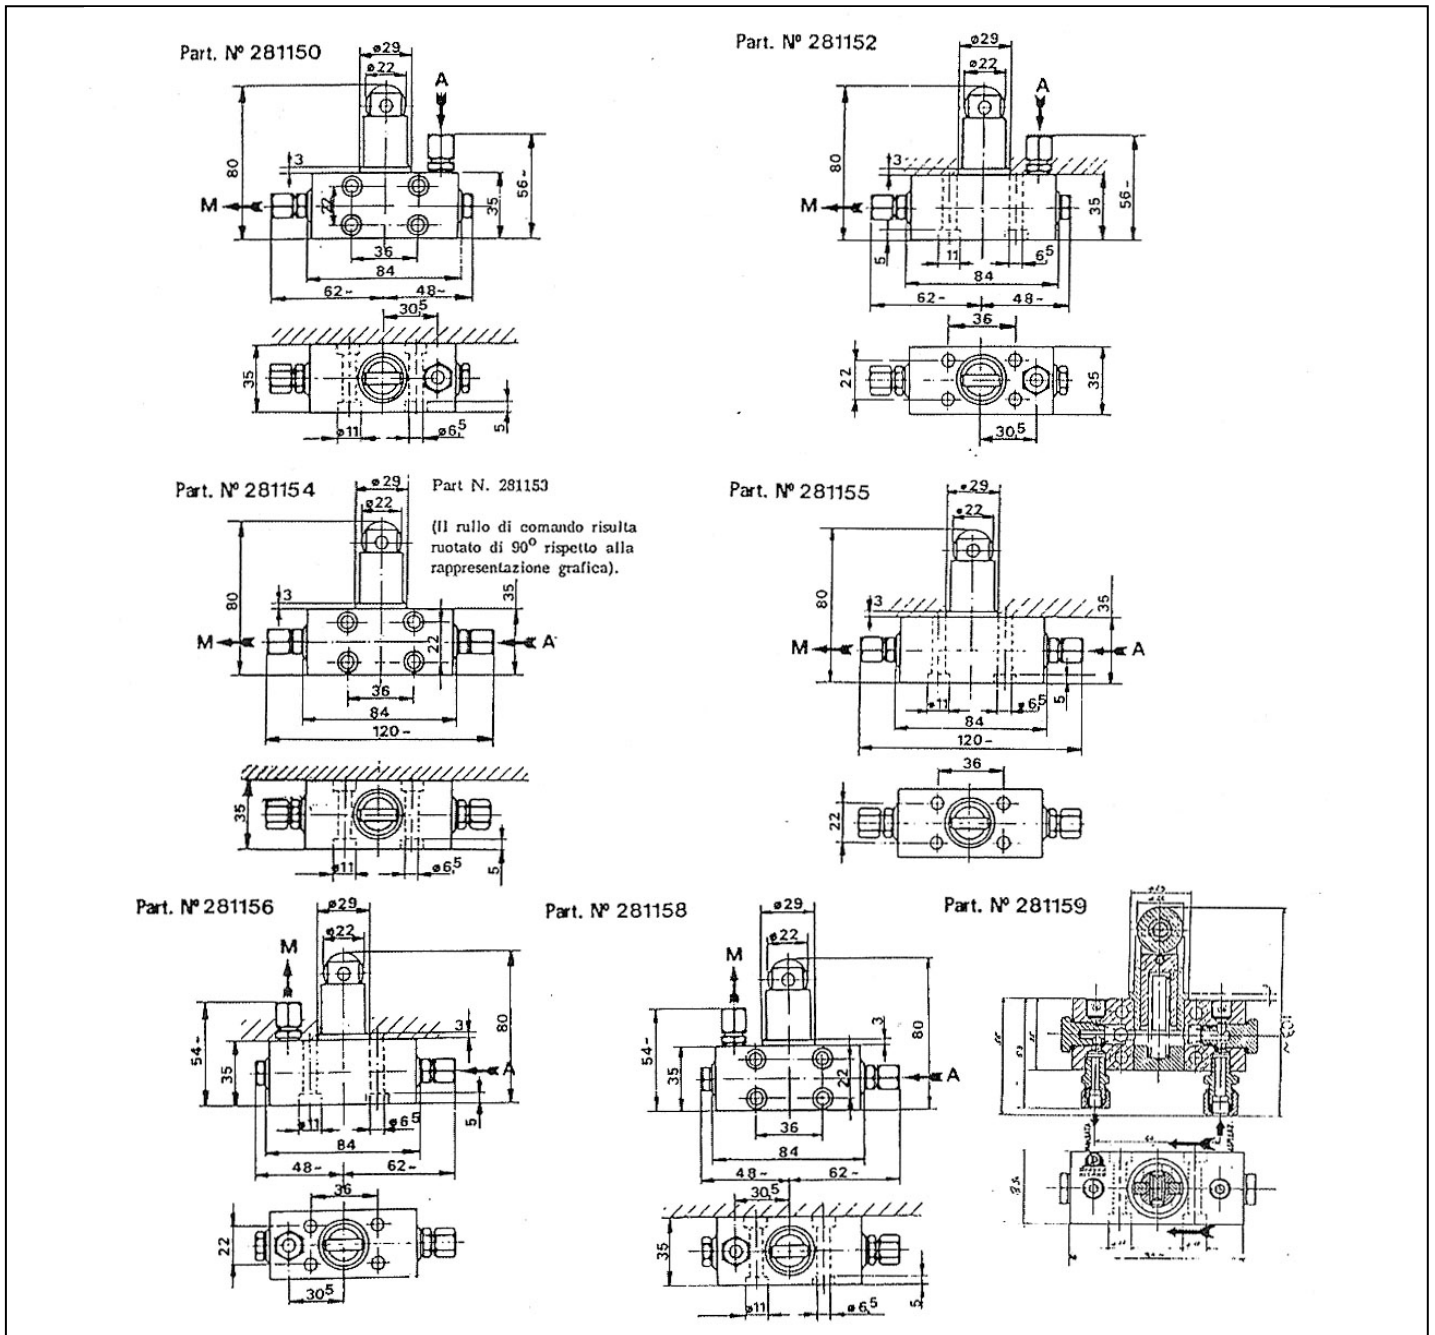 Part. Nº 281150
ø29
ø22
A
80
3
M
22
35
56~
36
84
62~ 48~
30,5
35
ø11 ø6,5
5
Part. Nº 281152
ø29
ø22
A
80
3
M
35
56~
5
11 6,5
84
62~ 48~
36
22
35
30,5
Part. Nº 281154
ø29
ø22
Part N. 281153
(Il rullo di comando risulta
ruotato di 90º rispetto alla
rappresentazione grafica).
80
3
35
M
22
A
36
84
120~
35
ø11 ø6,5
5
Part. Nº 281155
ø29
ø22
80
3
35
M
A
ø11 ø6,5
5
84
120~
36
22
Part. Nº 281156
ø29
ø22
M
54~
35
3
80
A
ø11 ø6,5
5
84
48~ 62~
36
22
30,5
Part. Nº 281158
ø29
ø22
M
54~
35
3
80
22
A
36
84
48~ 62~
30,5
35
ø11 ø6,5
5
Part. Nº 281159